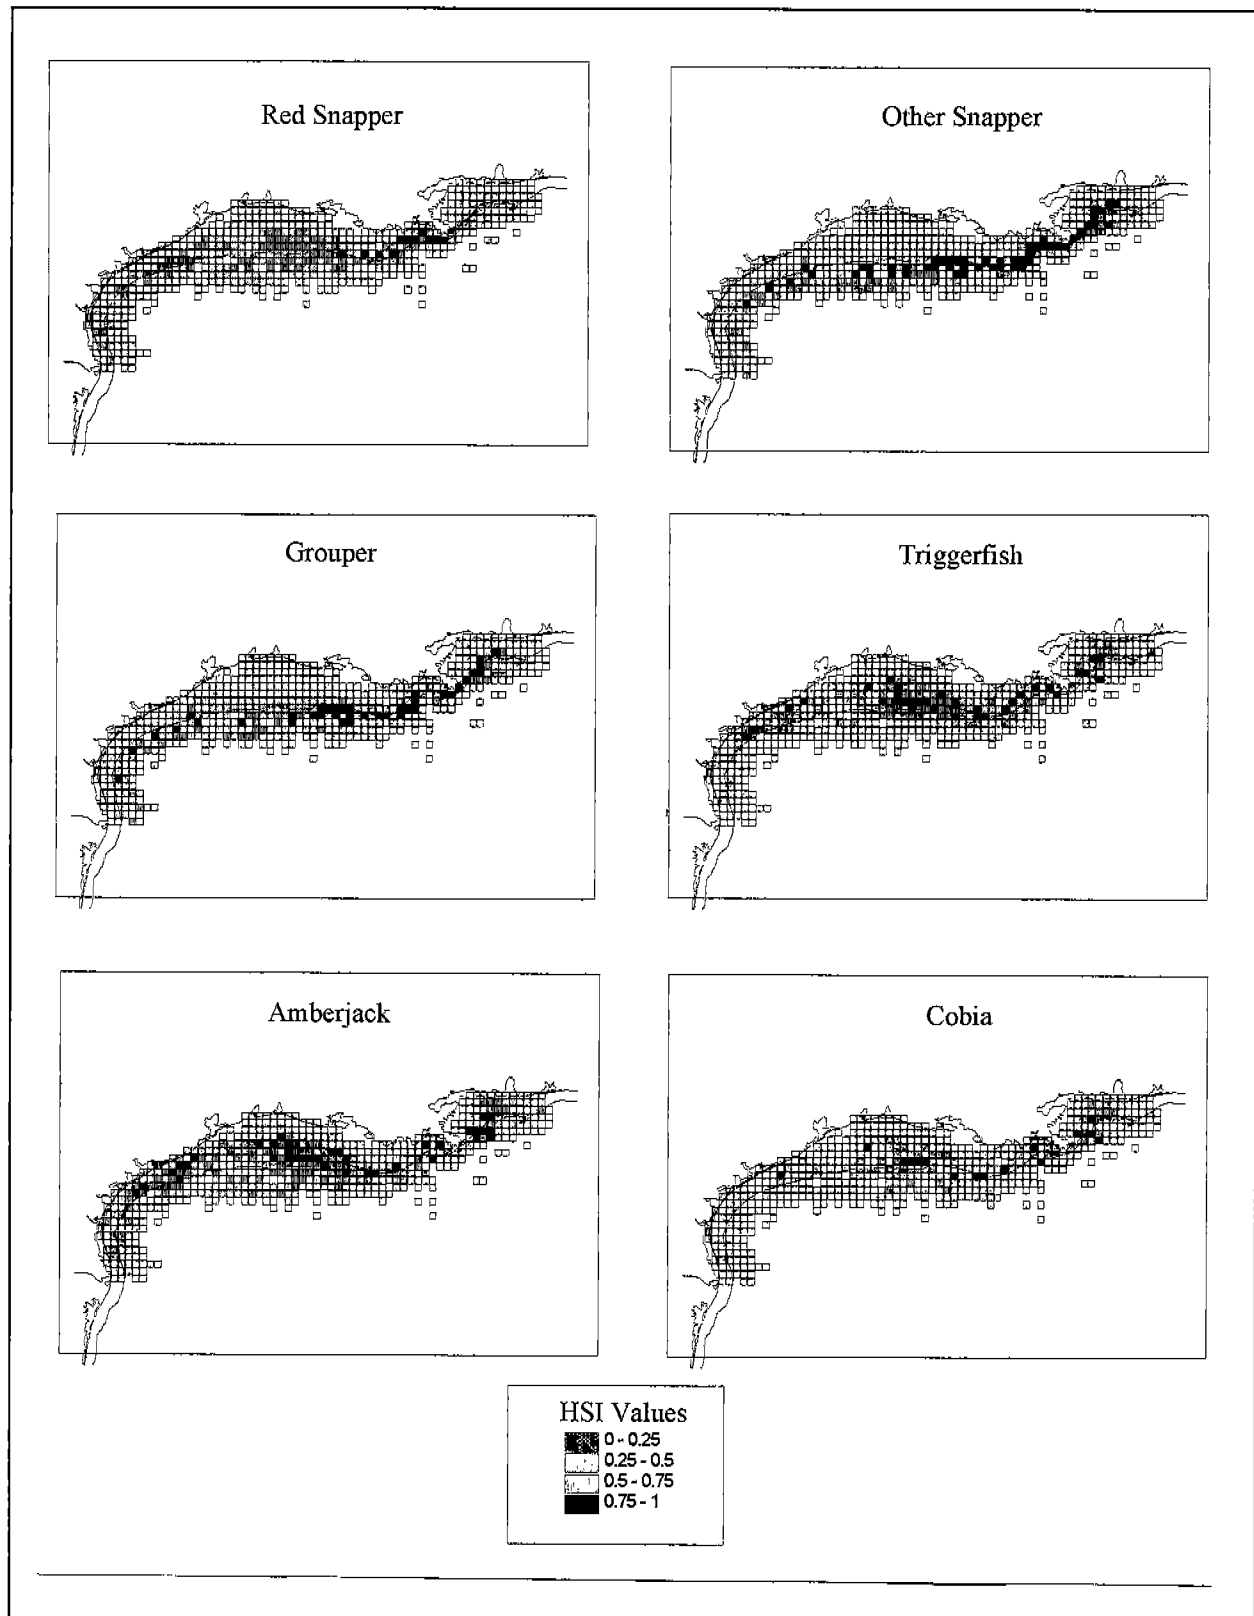 Red Snapper
Other Snapper
Grouper
Triggerfish
Amberjack
Cobia
HSI Values
0 - 0.25
0.25 - 0.5
0.5 - 0.75
0.75 - 1